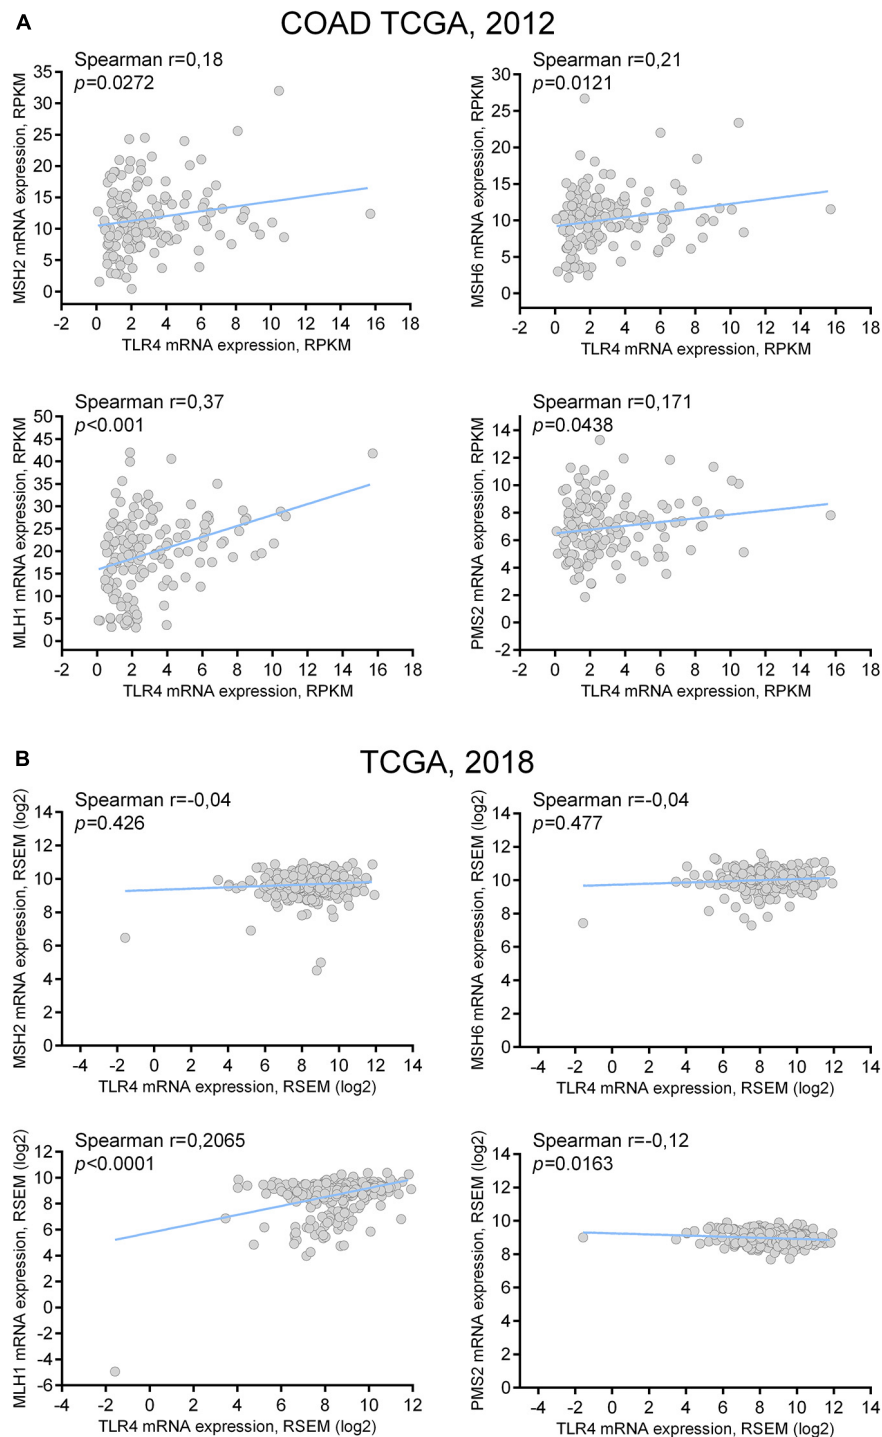 A
COAD TCGA, 2012
Spearman r=0,18
p=0.0272
MSH2 mRNA expression, RPKM
35
30
25
20
15
10
5
0
-2 0 2 4 6 8 10 12 14 16 18
TLR4 mRNA expression, RPKM
Spearman r=0,21
p=0.0121
MSH6 mRNA expression, RPKM
30
25
20
15
10
5
0
-2 0 2 4 6 8 10 12 14 16 18
TLR4 mRNA expression, RPKM
Spearman r=0,37
p<0.001
MLH1 mRNA expression, RPKM
50
45
40
35
30
25
20
15
10
5
0
-2 0 2 4 6 8 10 12 14 16 18
TLR4 mRNA expression, RPKM
Spearman r=0,171
p=0.0438
PMS2 mRNA expression, RPKM
14
12
10
8
6
4
2
0
-2
-2 0 2 4 6 8 10 12 14 16 18
TLR4 mRNA expression, RPKM
B
TCGA, 2018
Spearman r=-0,04
p=0.426
MSH2 mRNA expression, RSEM (log2)
14
12
10
8
6
4
2
0
-4 -2 0 2 4 6 8 10 12 14
TLR4 mRNA expression, RSEM (log2)
Spearman r=-0,04
p=0.477
MSH6 mRNA expression, RSEM (log2)
14
12
10
8
6
4
2
0
-4 -2 0 2 4 6 8 10 12 14
TLR4 mRNA expression, RSEM (log2)
Spearman r=0,2065
p<0.0001
MLH1 mRNA expression, RSEM (log2)
12
10
8
6
4
2
0
-2
-4
-6
-4 -2 0 2 4 6 8 10 12
TLR4 mRNA expression, RSEM (log2)
Spearman r=-0,12
p=0.0163
PMS2 mRNA expression, RSEM (log2)
14
12
10
8
6
4
2
0
-4 -2 0 2 4 6 8 10 12 14
TLR4 mRNA expression, RSEM (log2)